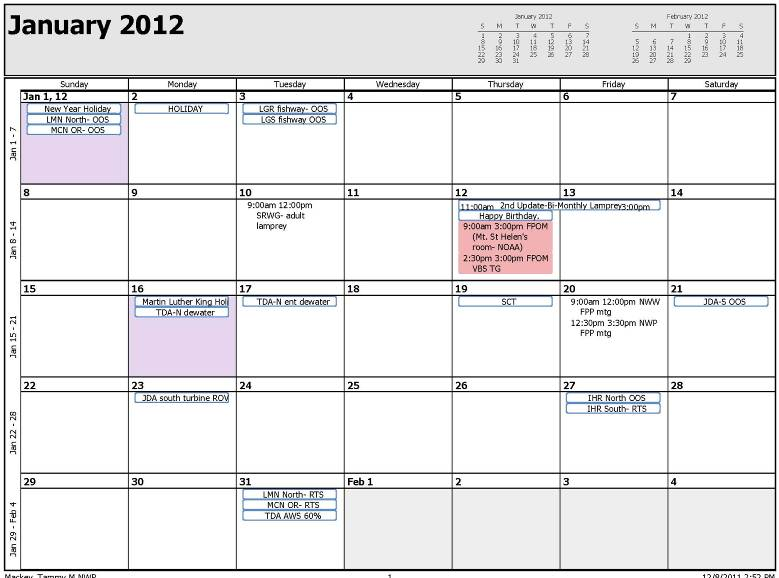 January 2012
January 2012
S M T W T F S
1 2 3 4 5 6 7
8 9 10 11 12 13 14
15 16 17 18 19 20 21
22 23 24 25 26 27 28
29 30 31
February 2012
S M T W T F S
1 2 3 4
5 6 7 8 9 10 11
12 13 14 15 16 17 18
19 20 21 22 23 24 25
26 27 28 29
Sunday Monday Tuesday Wednesday Thursday Friday Saturday
Jan 1 - 7
Jan 1, 12 2 3 4 5 6 7
New Year Holiday
LMN North- OOS
MCN OR- OOS
HOLIDAY
LGR fishway- OOS
LGS fishway OOS
Jan 8 - 14
8 9 10 11 12 13 14
9:00am 12:00pm
SRWG- adult
lamprey
11:00am 2nd Update-Bi-Monthly Lamprey 3:00pm
Happy Birthday,
9:00am 3:00pm FPOM
(Mt. St Helen's
room- NOAA)
2:30pm 3:00pm FPOM
VBS TG
Jan 15 - 21
15 16 17 18 19 20 21
Martin Luther King Holi
TDA-N dewater
TDA-N ent dewater
SCT
9:00am 12:00pm NWW
FPP mtg
12:30pm 3:30pm NWP
FPP mtg
JDA-S OOS
Jan 22 - 28
22 23 24 25 26 27 28
JDA south turbine ROV
IHR North OOS
IHR South- RTS
Jan 29 - Feb 4
29 30 31 Feb 1 2 3 4
LMN North- RTS
MCN OR- RTS
TDA AWS 60%
Mackey, Tammy M NWP 1 12/8/2011 2:52 PM